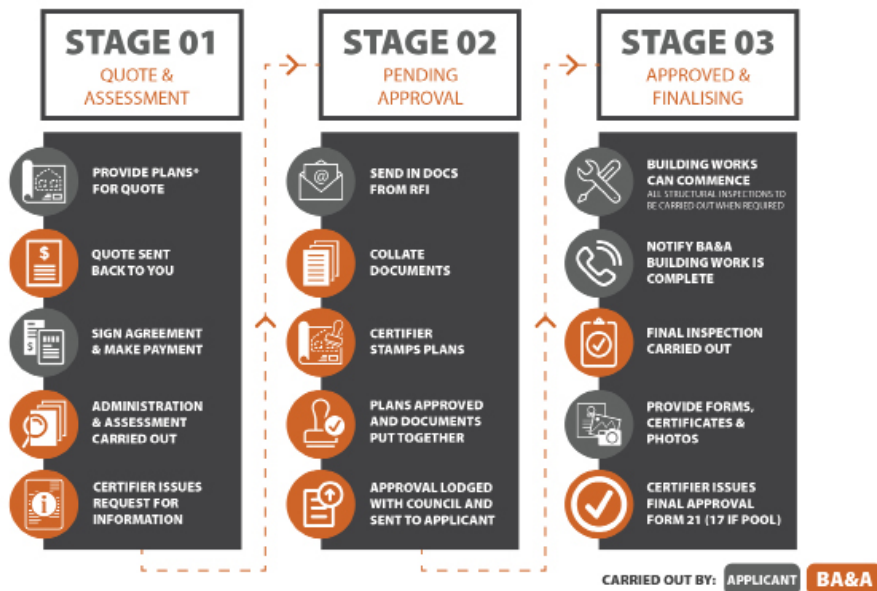 STAGE 01
QUOTE &
ASSESSMENT
PROVIDE PLANS*
FOR QUOTE
$
QUOTE SENT
BACK TO YOU
$
SIGN AGREEMENT
& MAKE PAYMENT
ADMINISTRATION
& ASSESSMENT
CARRIED OUT
i
CERTIFIER ISSUES
REQUEST FOR
INFORMATION
STAGE 02
PENDING
APPROVAL
@
SEND IN DOCS
FROM RFI
COLLATE
DOCUMENTS
CERTIFIER
STAMPS PLANS
PLANS APPROVED
AND DOCUMENTS
PUT TOGETHER
APPROVAL LODGED
WITH COUNCIL AND
SENT TO APPLICANT
STAGE 03
APPROVED &
FINALISING
BUILDING WORKS
CAN COMMENCE
ALL STRUCTURAL INSPECTIONS TO
BE CARRIED OUT WHEN REQUIRED
NOTIFY BA&A
BUILDING WORK IS
COMPLETE
FINAL INSPECTION
CARRIED OUT
PROVIDE FORMS,
CERTIFICATES &
PHOTOS
CERTIFIER ISSUES
FINAL APPROVAL
FORM 21 (17 IF POOL)
CARRIED OUT BY: APPLICANT BA&A